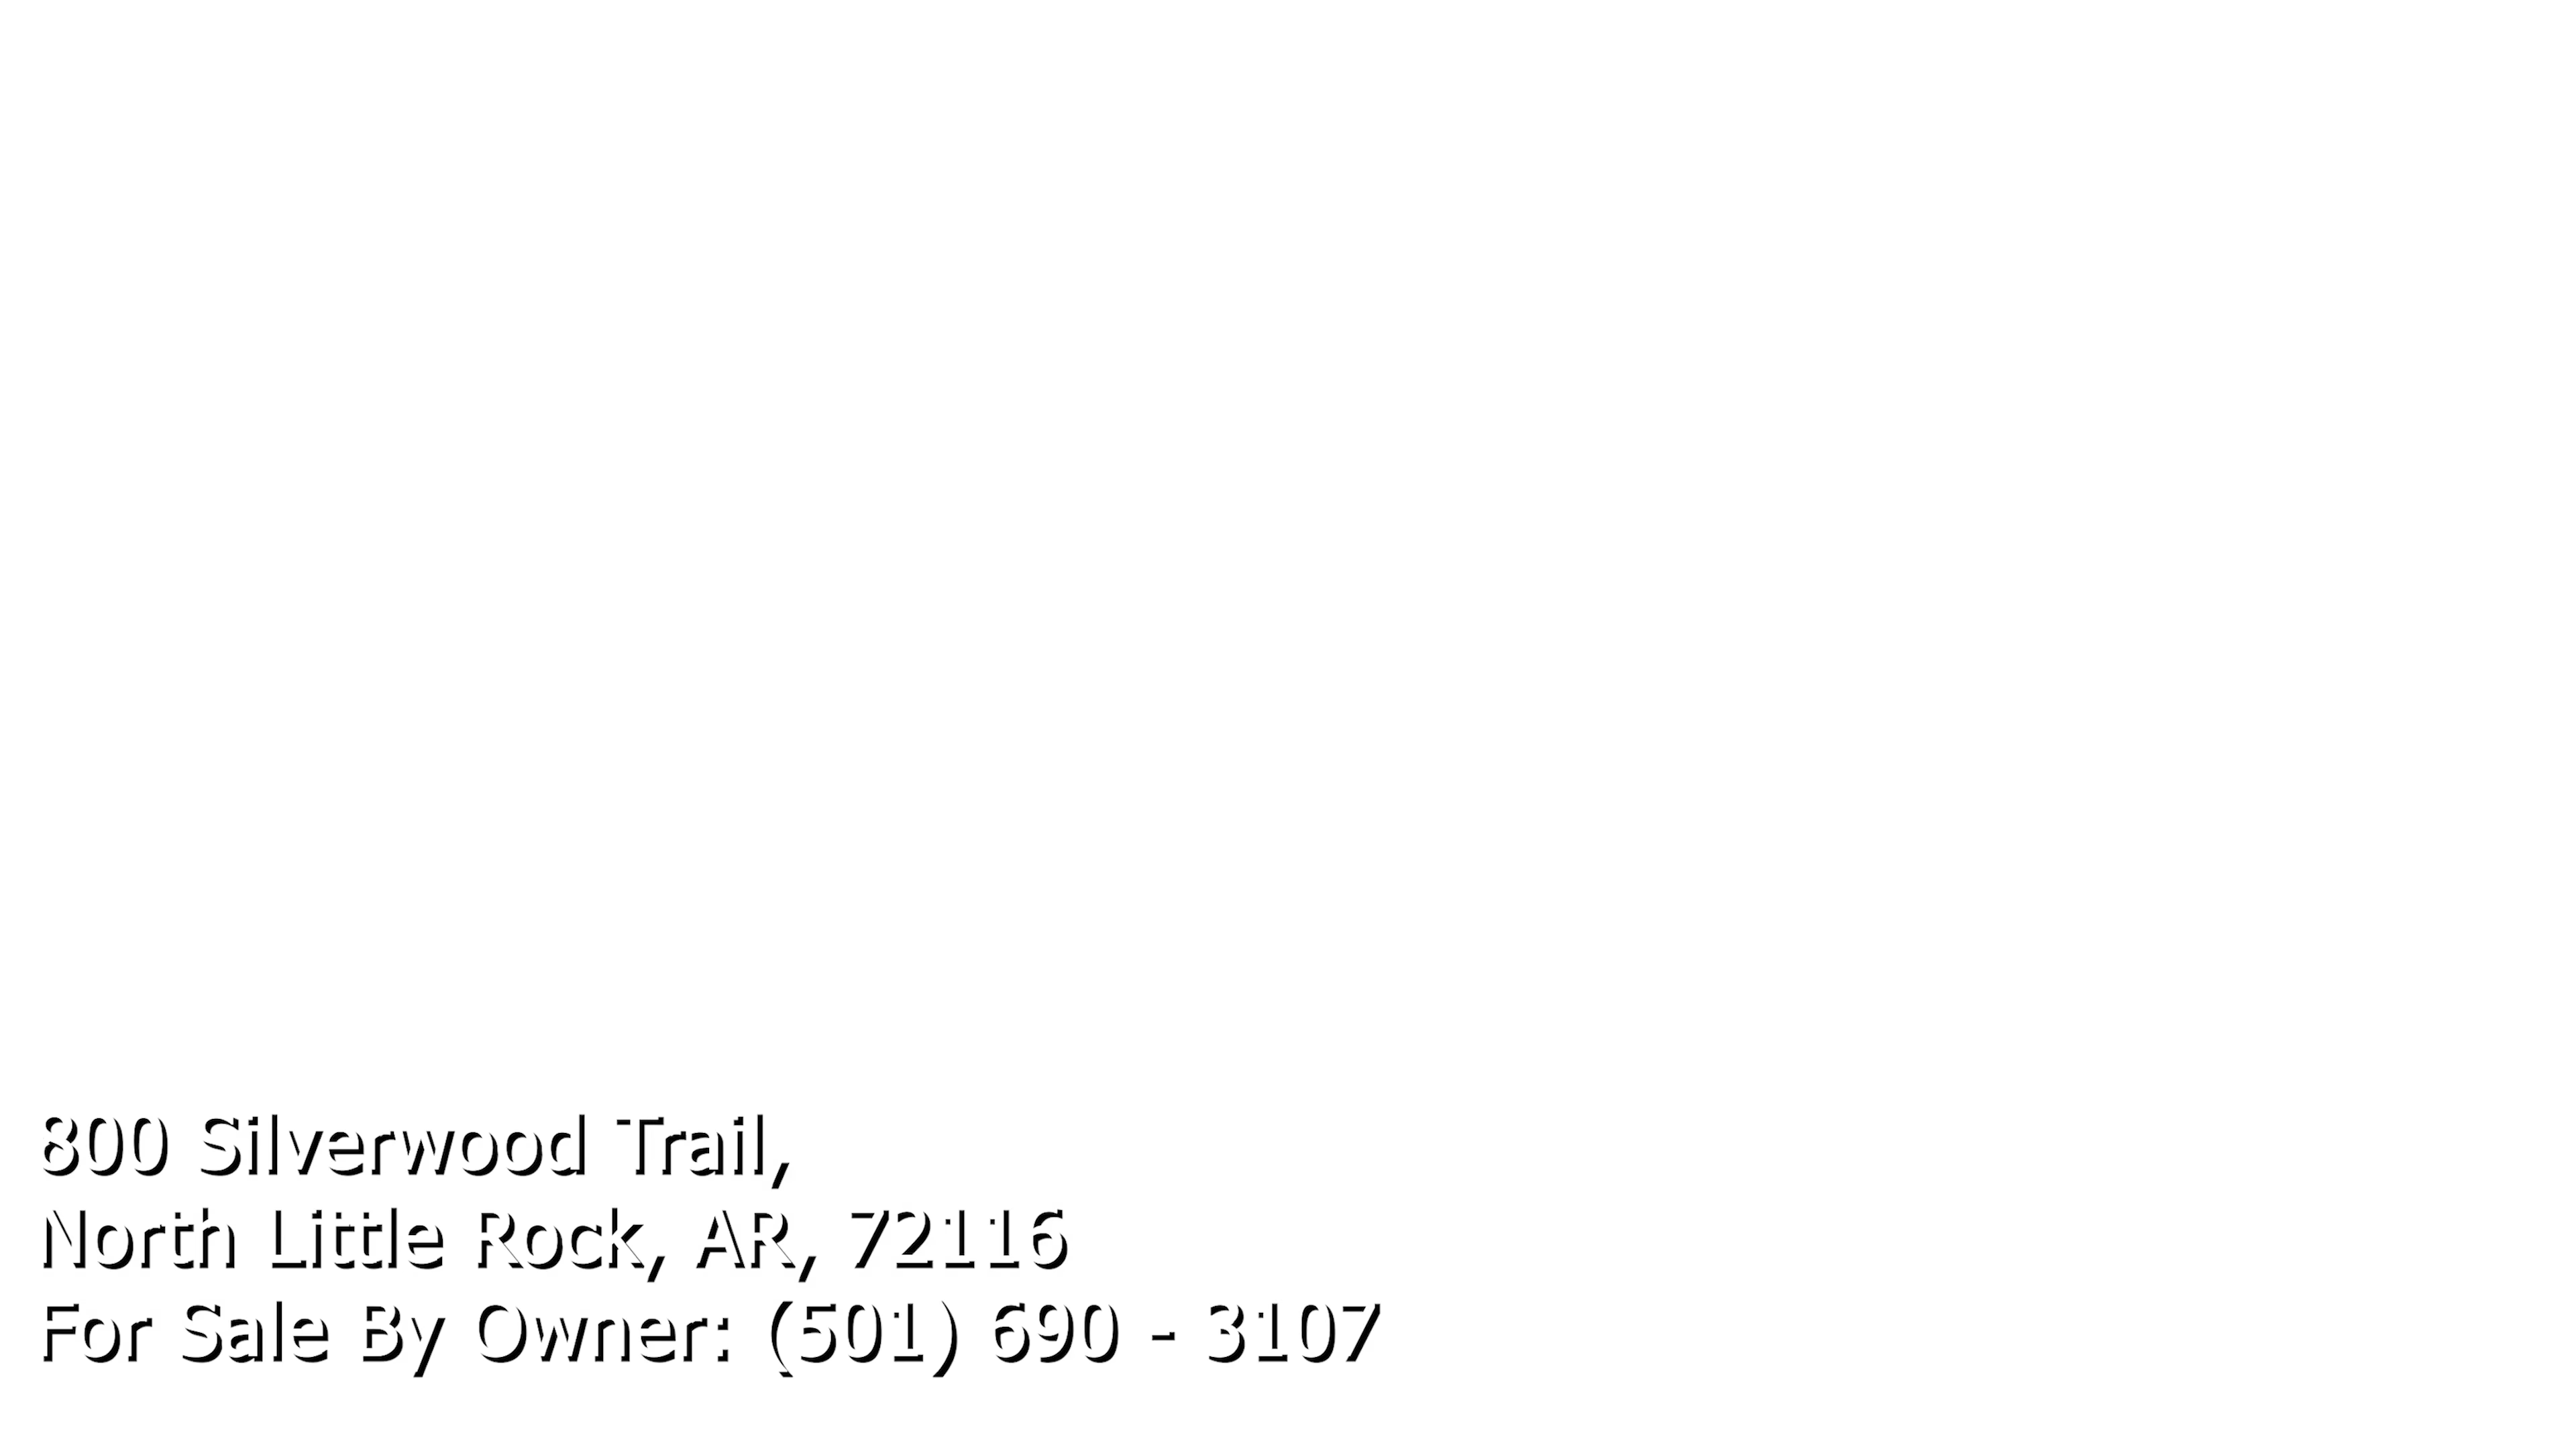 800 Silverwood Trail,
North Little Rock, AR, 72116
For Sale By Owner: (501) 690 - 3107